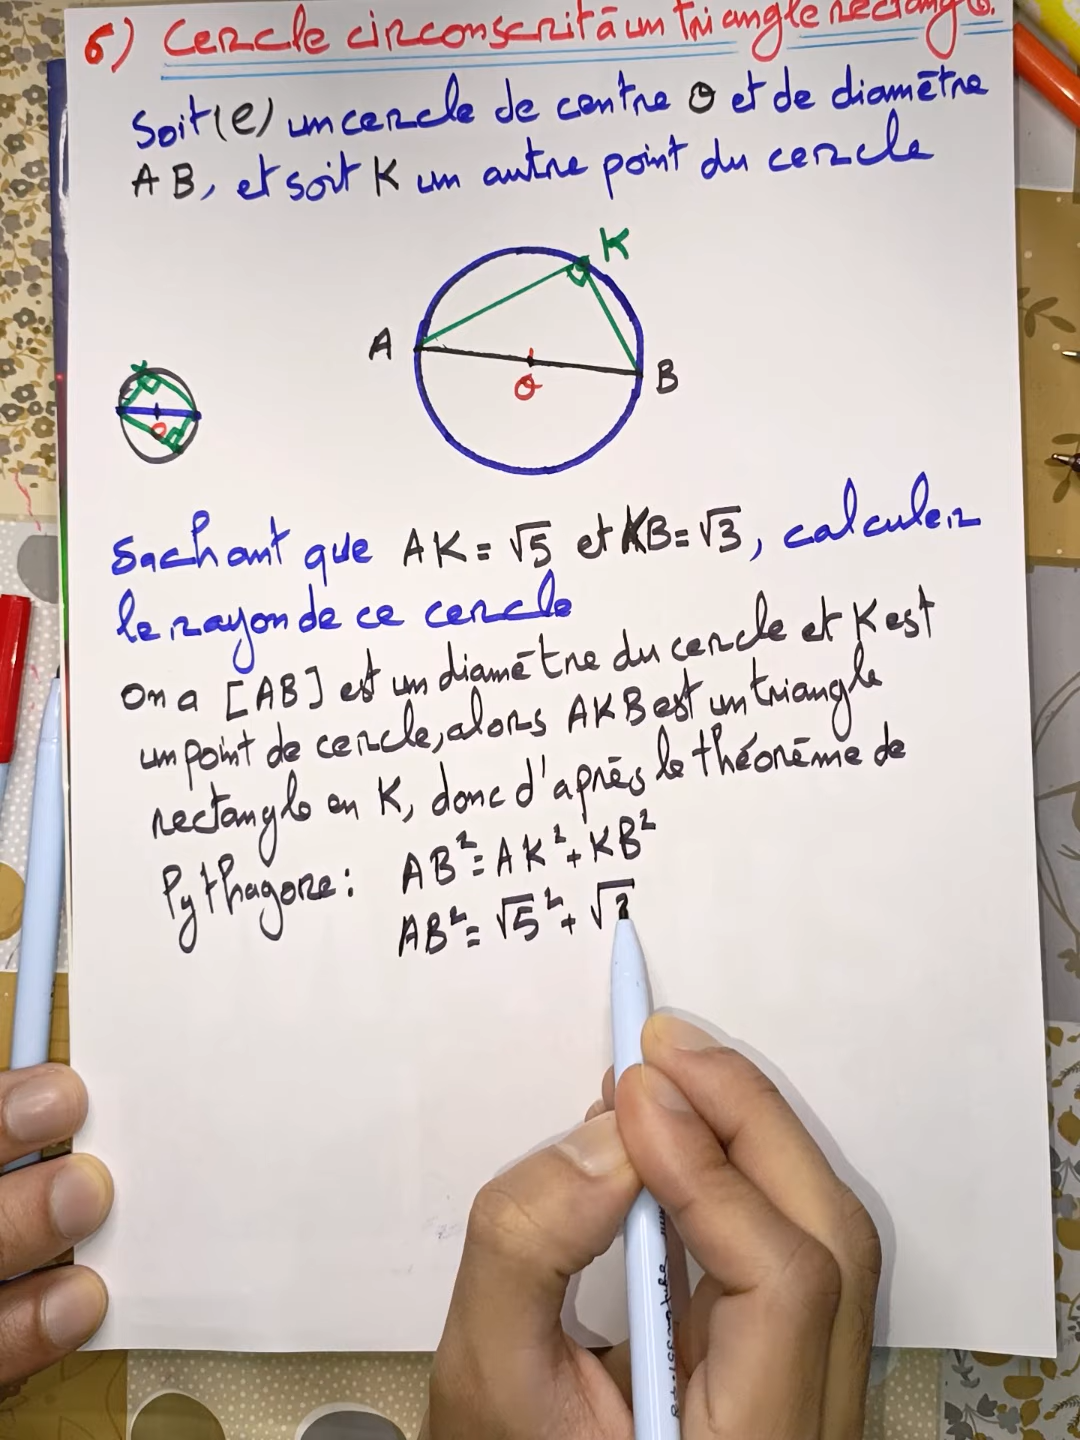 6) Cercle circonscrit à un triangle rectangle.
Soit (C) un cercle de centre O et de diamètre
AB, et soit K un autre point du cercle
K
A
O
B
O
Sachant que AK = √5 et KB = √3, calculer
le rayon de ce cercle
On a [AB] est un diamètre du cercle et K est
un point de cercle, alors AKB est un triangle
rectangle en K, donc d'après le théorème de
Pythagore: AB² = AK² + KB²
AB² = √5² + √3